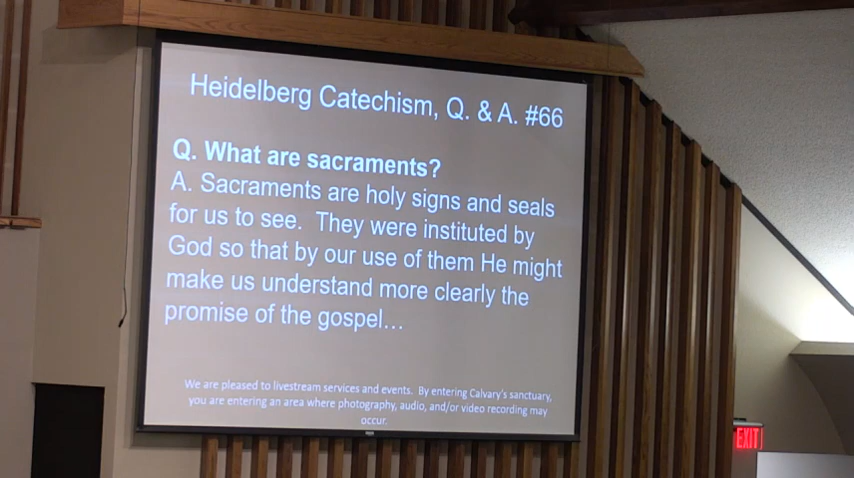 Heidelberg Catechism, Q. & A. #66
Q. What are sacraments?
A. Sacraments are holy signs and seals
for us to see. They were instituted by
God so that by our use of them He might
make us understand more clearly the
promise of the gospel…
We are pleased to livestream services and events. By entering Calvary's sanctuary,
you are entering an area where photography, audio, and/or video recording may
occur.
EXIT